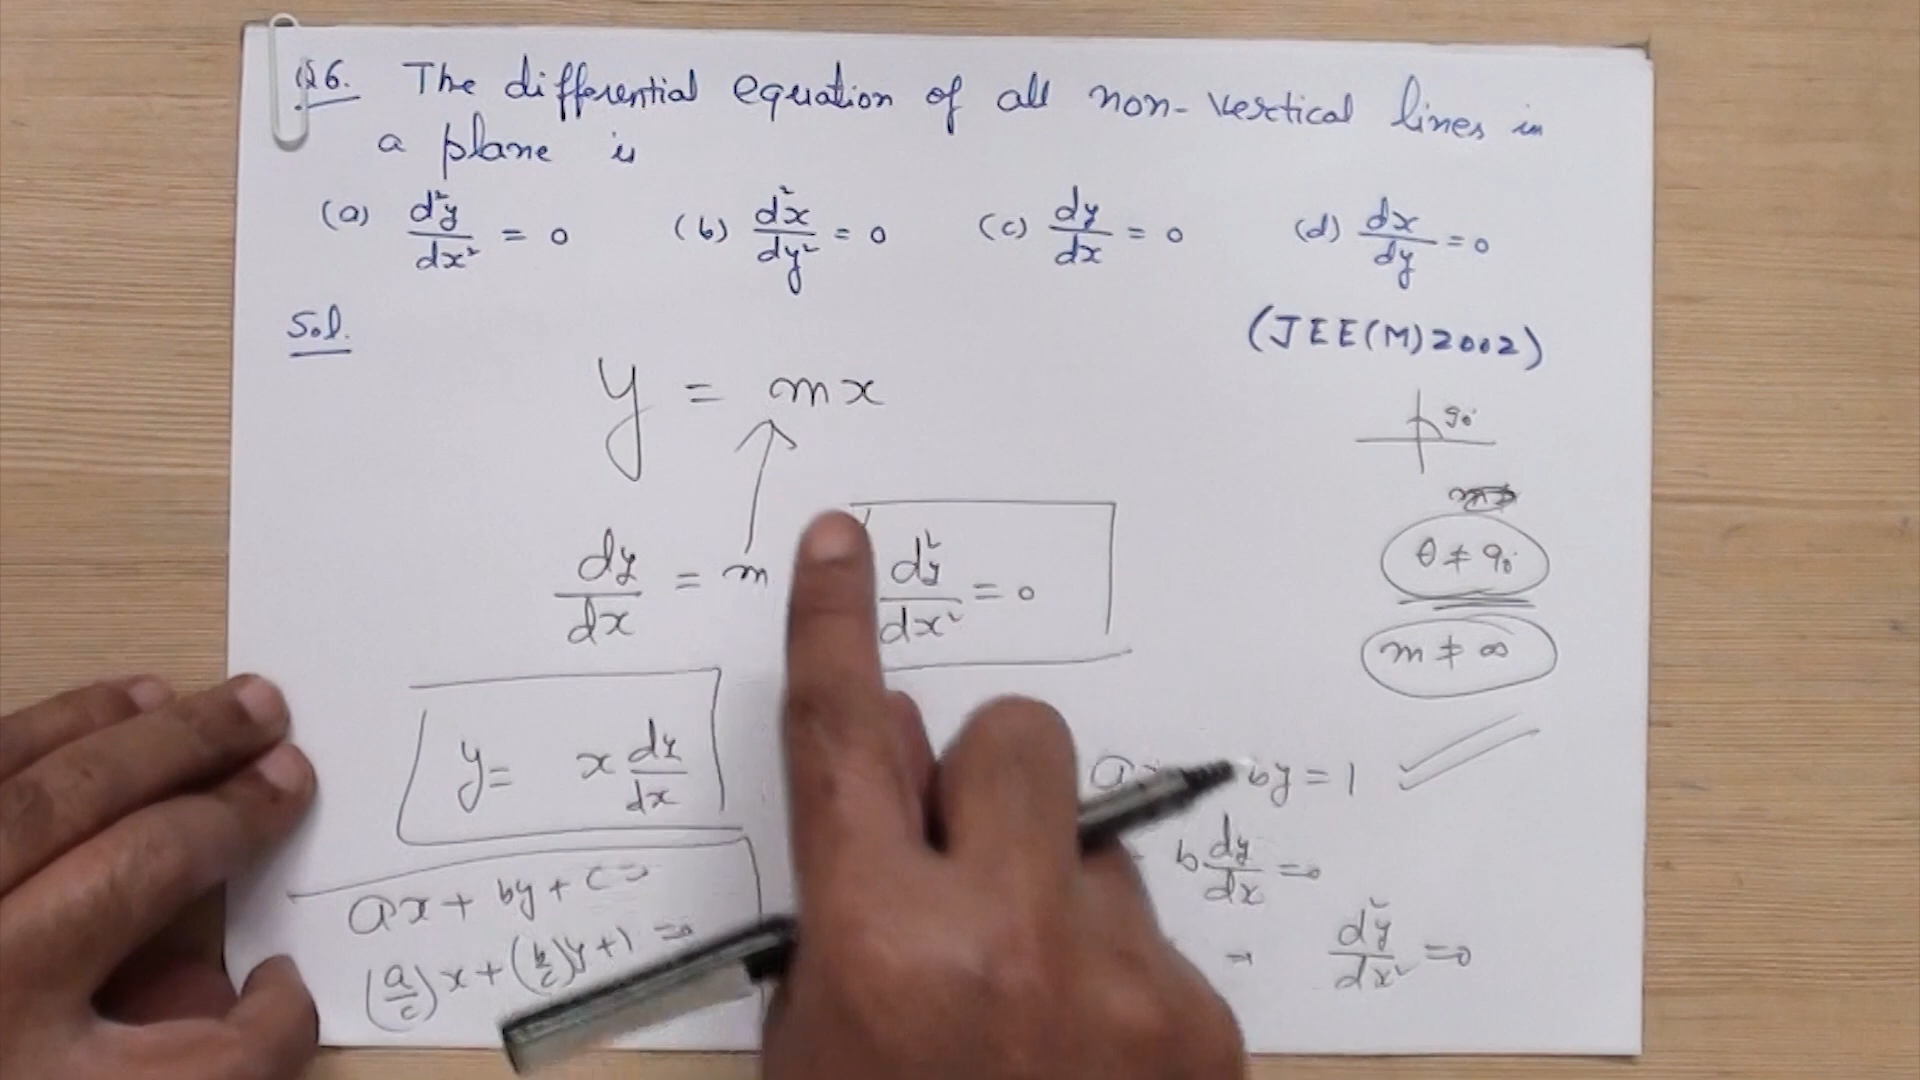 Q6. The differential equation of all non-vertical lines in
a plane is
(a) d²y/dx² = 0 (b) d²x/dy² = 0 (c) dy/dx = 0 (d) dx/dy = 0
Sol.
(JEE(M)2002)
y = mx
90°
dy/dx = m
d²y/dx² = 0
θ ≠ 90°
m ≠ ∞
y = x dy/dx
by = 1
b dy/dx = 0
ax + by + c =
(a/c)x + (b/c)y + 1 = 0
⇒ d²y/dx² = 0